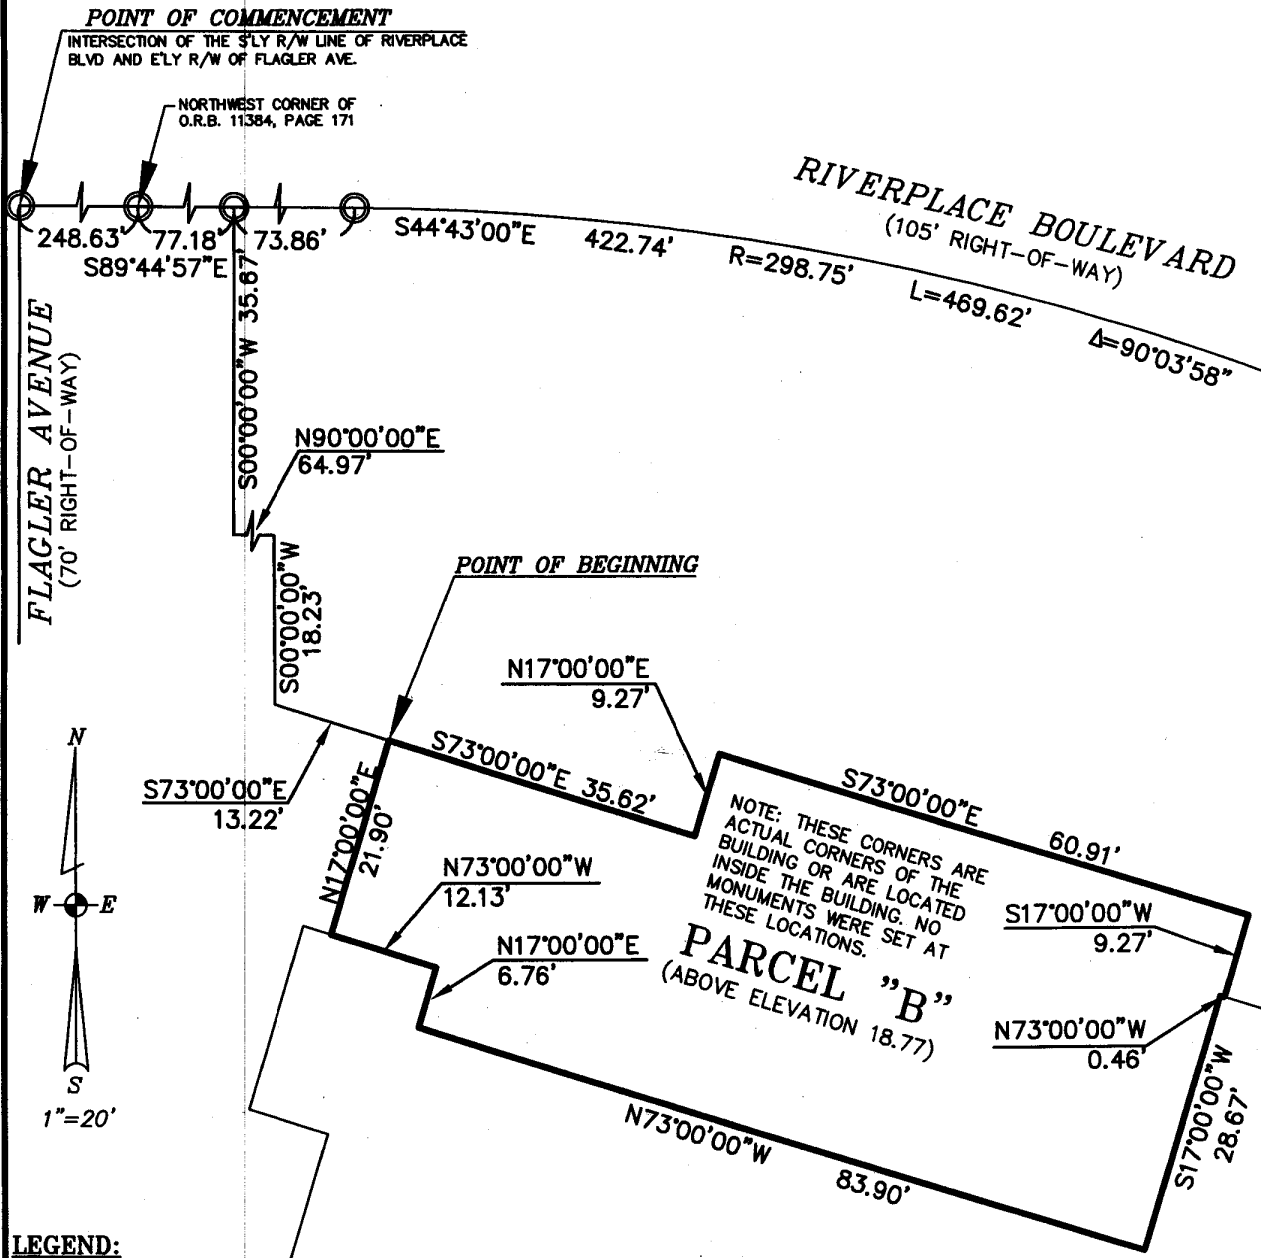 POINT OF COMMENCEMENT
INTERSECTION OF THE S'LY R/W LINE OF RIVERPLACE
BLVD AND E'LY R/W OF FLAGLER AVE.
NORTHWEST CORNER OF
O.R.B. 11384, PAGE 171
RIVERPLACE BOULEVARD
(105' RIGHT-OF-WAY)
248.63'
77.18'
73.86'
S89°44'57"E
S44°43'00"E 422.74' R=298.75' L=469.62' Δ=90°03'58"
S00°00'00"W 35.67'
FLAGLER AVENUE
(70' RIGHT-OF-WAY)
N90°00'00"E
64.97'
S00°00'00"W
18.23'
POINT OF BEGINNING
N17°00'00"E
9.27'
S73°00'00"E
13.22'
S73°00'00"E 35.62'
S73°00'00"E 60.91'
N17°00'00"E
21.90'
NOTE: THESE CORNERS ARE
ACTUAL CORNERS OF THE
BUILDING OR ARE LOCATED
INSIDE THE BUILDING. NO
MONUMENTS WERE SET AT
THESE LOCATIONS.
N73°00'00"W
12.13'
N17°00'00"E
6.76'
PARCEL "B"
(ABOVE ELEVATION 18.77)
S17°00'00"W
9.27'
N73°00'00"W
0.46'
S17°00'00"W
28.67'
N73°00'00"W 83.90'
N
W E
S
1"=20'
LEGEND: